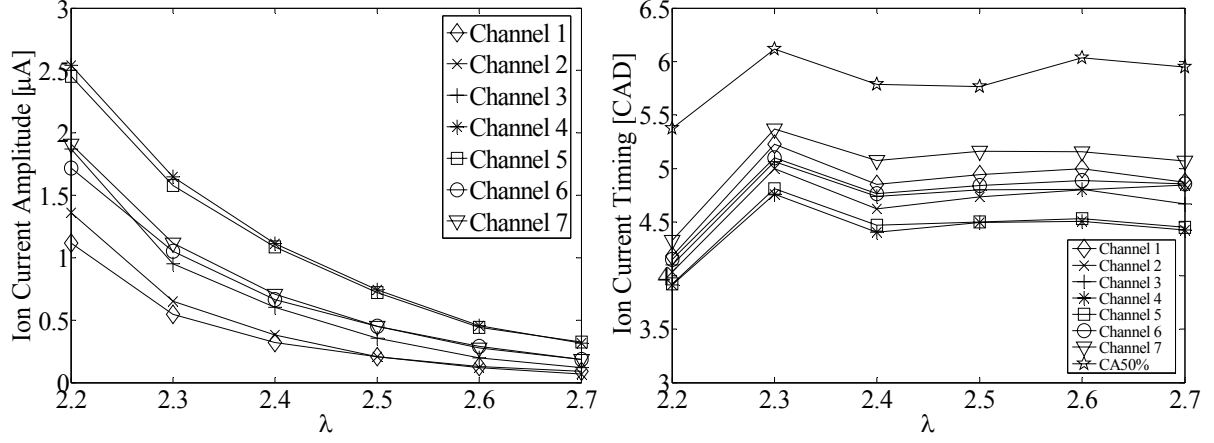 Ion Current Amplitude [µA]
3
2.5
2
1.5
1
0.5
0
2.2 2.3 2.4 2.5 2.6 2.7
λ
Channel 1
Channel 2
Channel 3
Channel 4
Channel 5
Channel 6
Channel 7
Ion Current Timing [CAD]
6.5
6
5.5
5
4.5
4
3.5
3
2.2 2.3 2.4 2.5 2.6 2.7
λ
Channel 1
Channel 2
Channel 3
Channel 4
Channel 5
Channel 6
Channel 7
CA50%